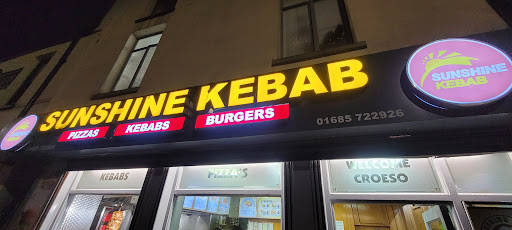 SUNSHINE KEBAB
PIZZAS KEBABS BURGERS
01685 722926
SUNSHINE
KEBAB
KEBABS
PIZZA'S
WELCOME
CROESO